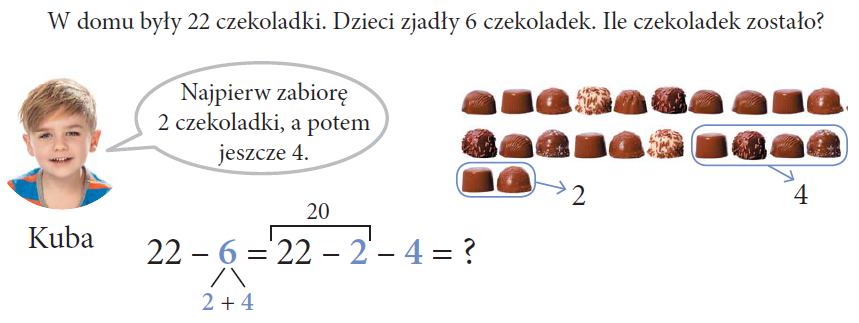 W domu były 22 czekoladki. Dzieci zjadły 6 czekoladek. Ile czekoladek zostało?
Najpierw zabiorę
2 czekoladki, a potem
jeszcze 4.
2
4
Kuba
20
22 – 6 = 22 – 2 – 4 = ?
2 + 4